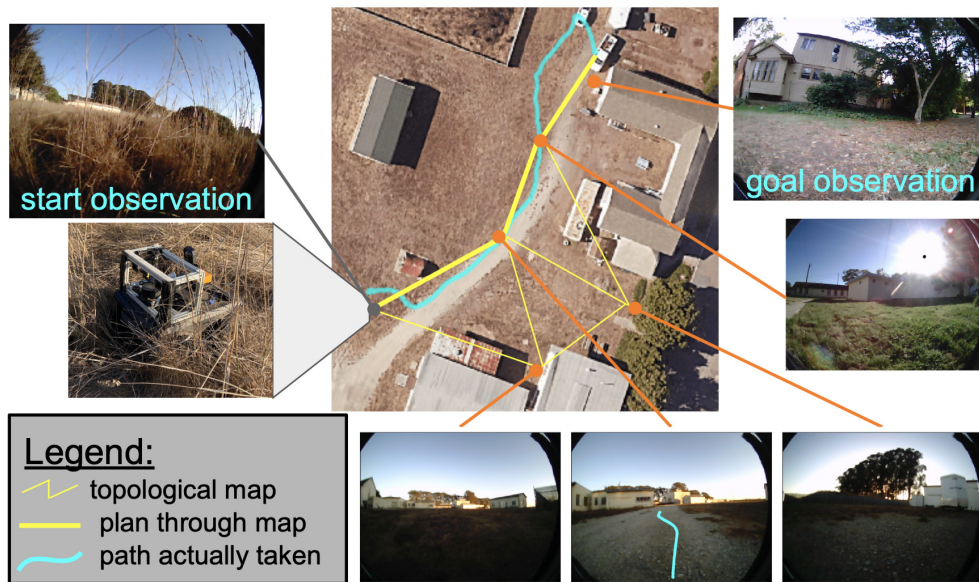 start observation
goal observation
Legend:
topological map
plan through map
path actually taken